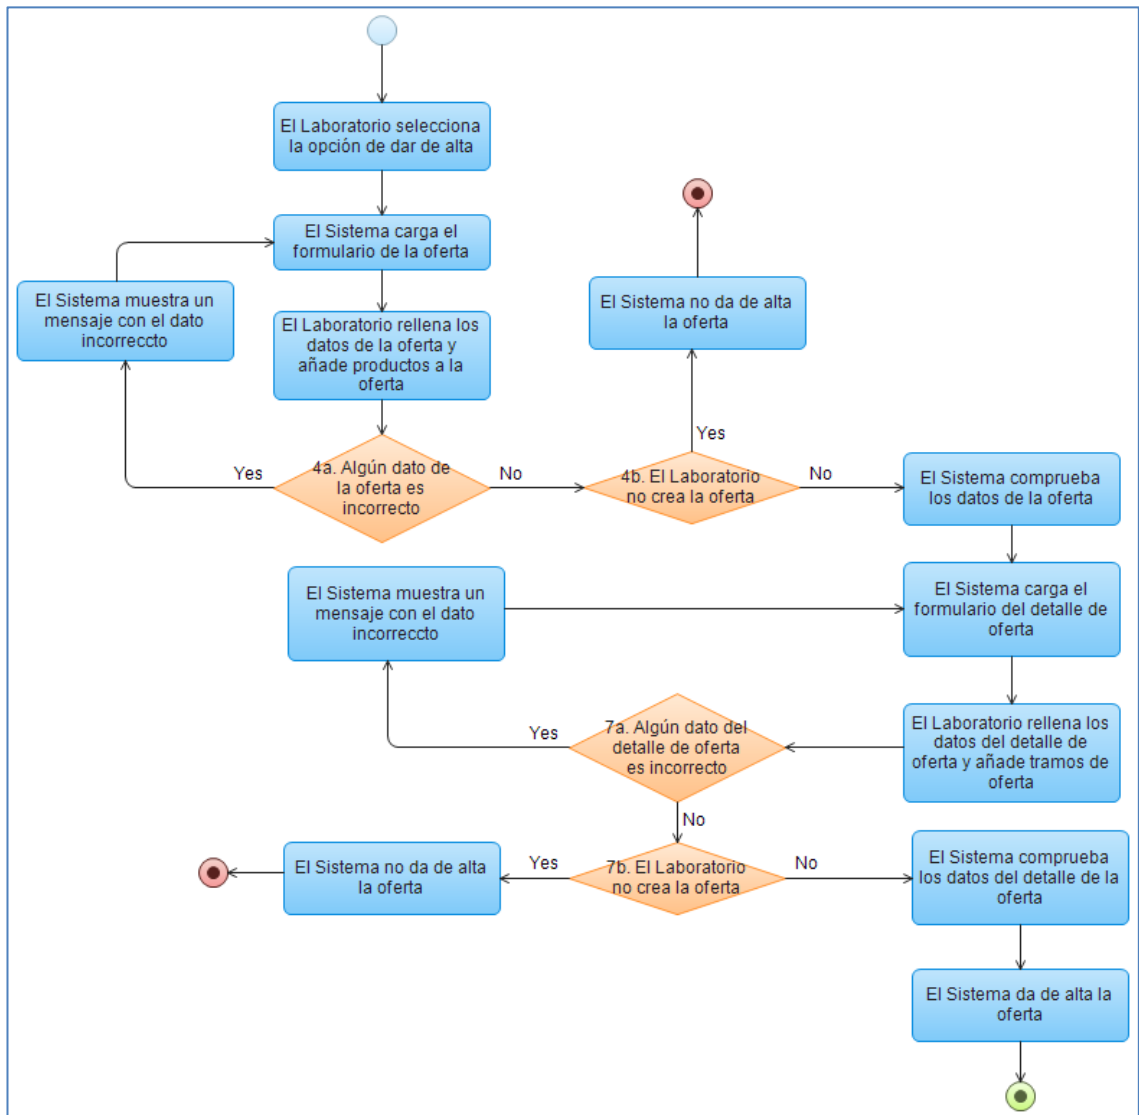 El Laboratorio selecciona
la opción de dar de alta
El Sistema carga el
formulario de la oferta
El Sistema muestra un
mensaje con el dato
incorreccto
El Laboratorio rellena los
datos de la oferta y
añade productos a la
oferta
El Sistema no da de alta
la oferta
Yes
4a. Algún dato de
la oferta es
incorrecto
No
Yes
4b. El Laboratorio
no crea la oferta
No
El Sistema comprueba
los datos de la oferta
El Sistema muestra un
mensaje con el dato
incorreccto
El Sistema carga el
formulario del detalle de
oferta
Yes
7a. Algún dato del
detalle de oferta
es incorrecto
El Laboratorio rellena los
datos del detalle de
oferta y añade tramos de
oferta
No
El Sistema no da de alta
la oferta
Yes
7b. El Laboratorio
no crea la oferta
No
El Sistema comprueba
los datos del detalle de la
oferta
El Sistema da de alta la
oferta